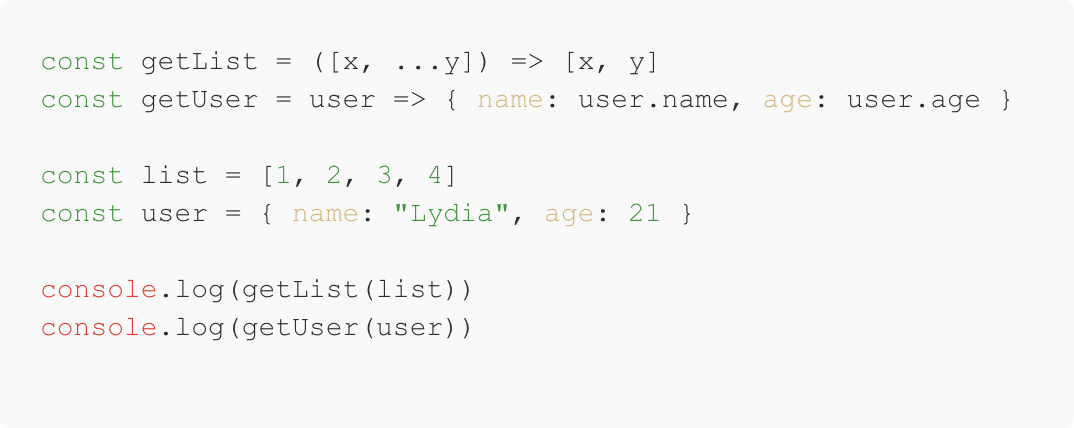 const getList = ([x, ...y]) => [x, y]
const getUser = user => { name: user.name, age: user.age }
const list = [1, 2, 3, 4]
const user = { name: "Lydia", age: 21 }
console.log(getList(list))
console.log(getUser(user))